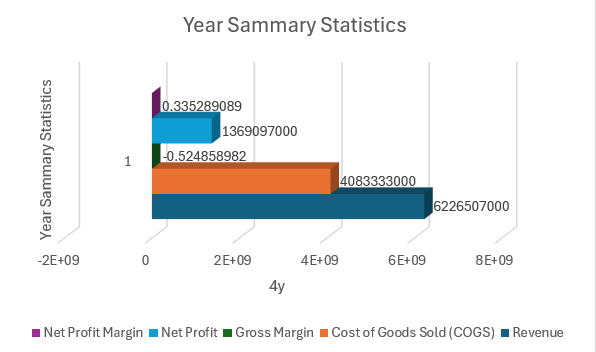 Year Sammary Statistics
Year Sammary Statistics
1
0.335289089
1369097000
-0.524858982
4083333000
6226507000
-2E+09 0 2E+09 4E+09 6E+09 8E+09
4y
Net Profit Margin Net Profit Gross Margin Cost of Goods Sold (COGS) Revenue